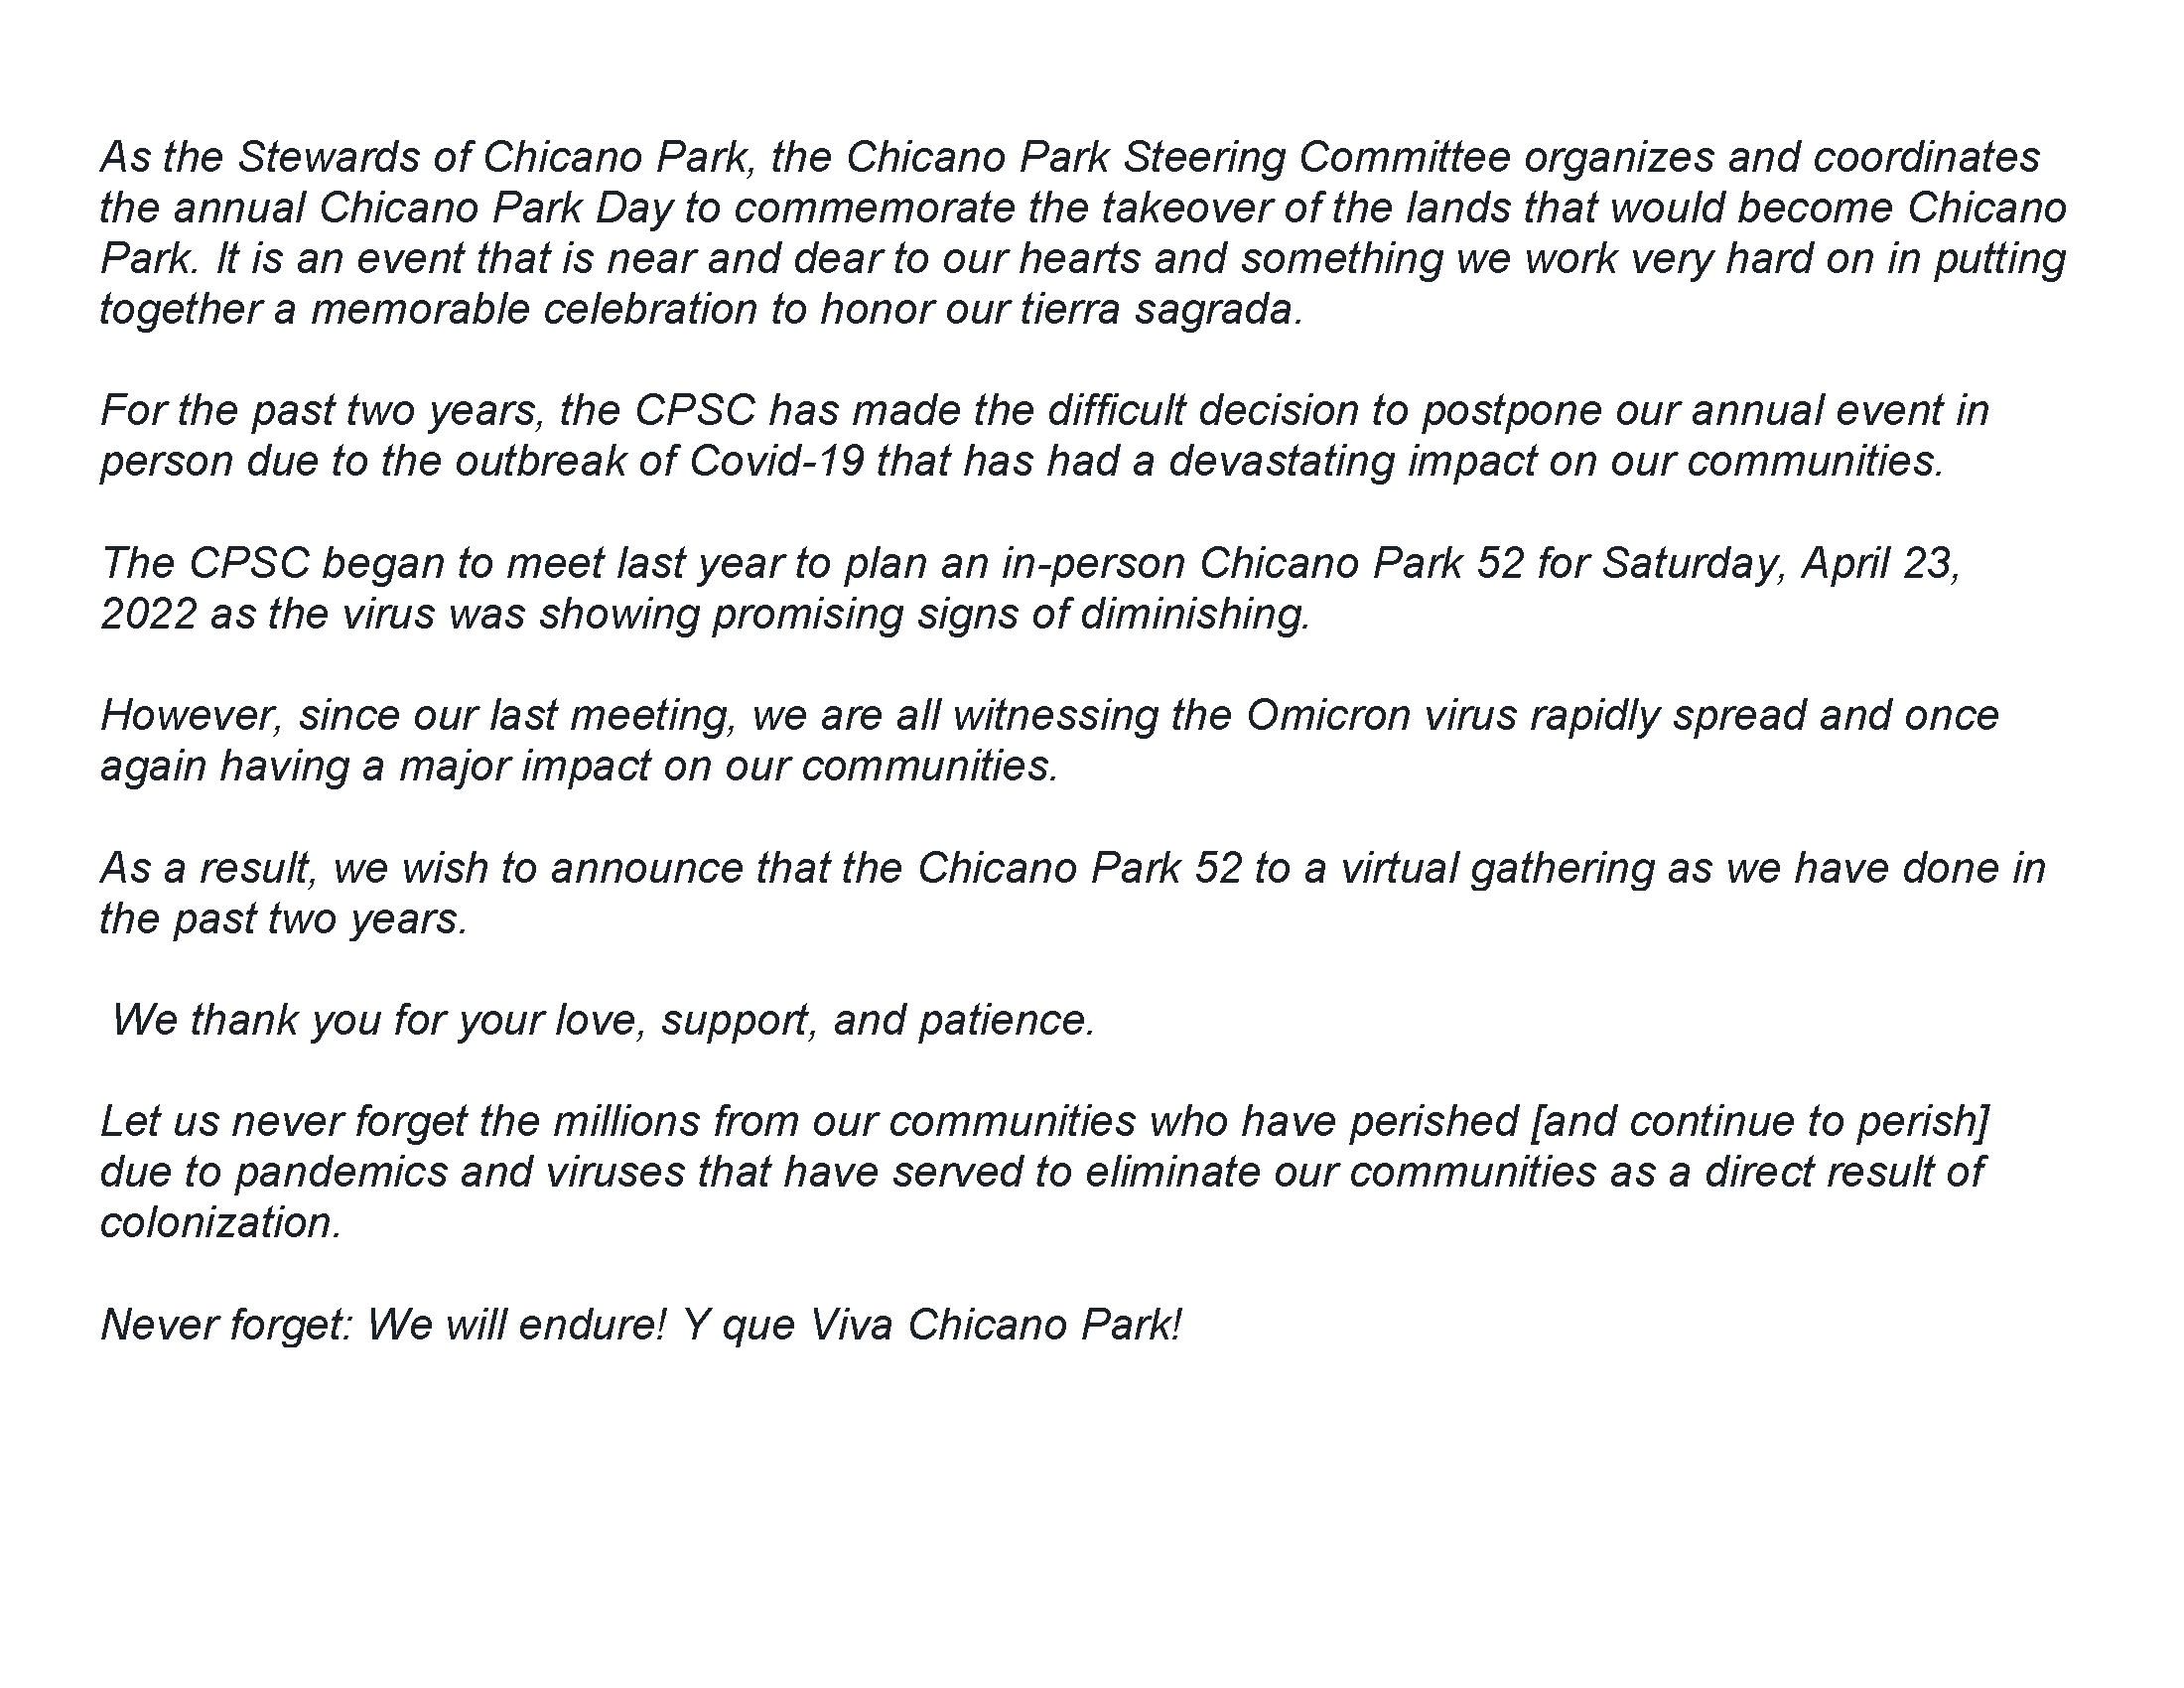 As the Stewards of Chicano Park, the Chicano Park Steering Committee organizes and coordinates
the annual Chicano Park Day to commemorate the takeover of the lands that would become Chicano
Park. It is an event that is near and dear to our hearts and something we work very hard on in putting
together a memorable celebration to honor our tierra sagrada.
For the past two years, the CPSC has made the difficult decision to postpone our annual event in
person due to the outbreak of Covid-19 that has had a devastating impact on our communities.
The CPSC began to meet last year to plan an in-person Chicano Park 52 for Saturday, April 23,
2022 as the virus was showing promising signs of diminishing.
However, since our last meeting, we are all witnessing the Omicron virus rapidly spread and once
again having a major impact on our communities.
As a result, we wish to announce that the Chicano Park 52 to a virtual gathering as we have done in
the past two years.
We thank you for your love, support, and patience.
Let us never forget the millions from our communities who have perished [and continue to perish]
due to pandemics and viruses that have served to eliminate our communities as a direct result of
colonization.
Never forget: We will endure! Y que Viva Chicano Park!